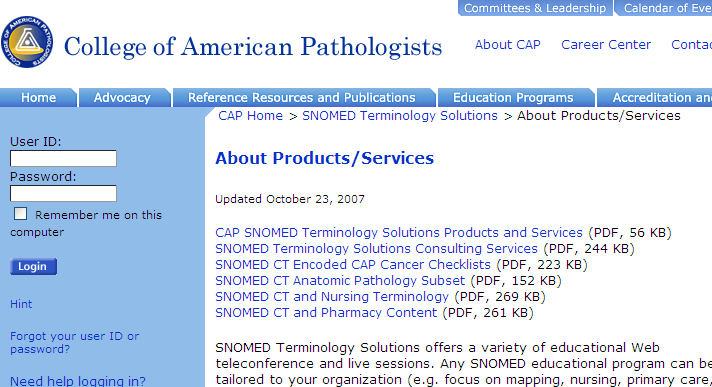 Committees & Leadership
Calendar of Eve
COLLEGE OF AMERICAN PATHOLOGISTS
College of American Pathologists
About CAP
Career Center
Contac
Home
Advocacy
Reference Resources and Publications
Education Programs
Accreditation an
CAP Home > SNOMED Terminology Solutions > About Products/Services
User ID:
Password:
Remember me on this
computer
Login
Hint
Forgot your user ID or
password?
Need help logging in?
About Products/Services
Updated October 23, 2007
CAP SNOMED Terminology Solutions Products and Services (PDF, 56 KB)
SNOMED Terminology Solutions Consulting Services (PDF, 244 KB)
SNOMED CT Encoded CAP Cancer Checklists (PDF, 223 KB)
SNOMED CT Anatomic Pathology Subset (PDF, 152 KB)
SNOMED CT and Nursing Terminology (PDF, 269 KB)
SNOMED CT and Pharmacy Content (PDF, 261 KB)
SNOMED Terminology Solutions offers a variety of educational Web
teleconference and live sessions. Any SNOMED educational program can be
tailored to your organization (e.g. focus on mapping, nursing, primary care,